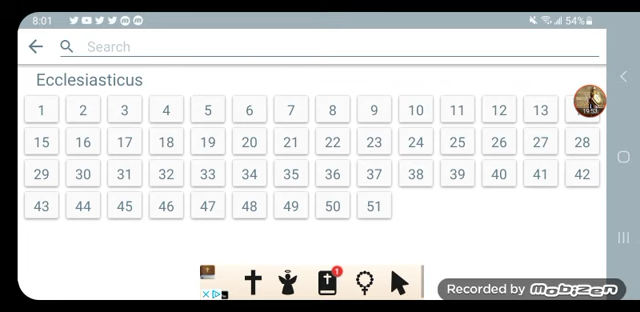 8:01 54%
Search
Ecclesiasticus
1 2 3 4 5 6 7 8 9 10 11 12 13
19:53
15 16 17 18 19 20 21 22 23 24 25 26 27 28
29 30 31 32 33 34 35 36 37 38 39 40 41 42
43 44 45 46 47 48 49 50 51
1
Recorded by MOBIZEN